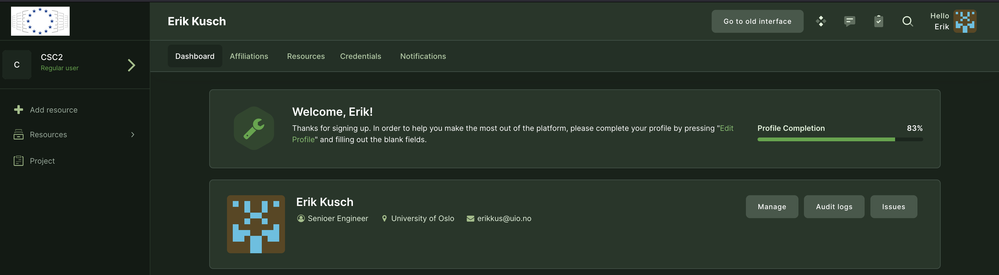 Erik Kusch
Go to old interface
Hello
Erik
C
CSC2
Regular user
Dashboard
Affiliations
Resources
Credentials
Notifications
Add resource
Resources
Project
Welcome, Erik!
Thanks for signing up. In order to help you make the most out of the platform, please complete your profile by pressing "Edit
Profile" and filling out the blank fields.
Profile Completion
83%
Erik Kusch
Senioer Engineer
University of Oslo
erikkus@uio.no
Manage
Audit logs
Issues